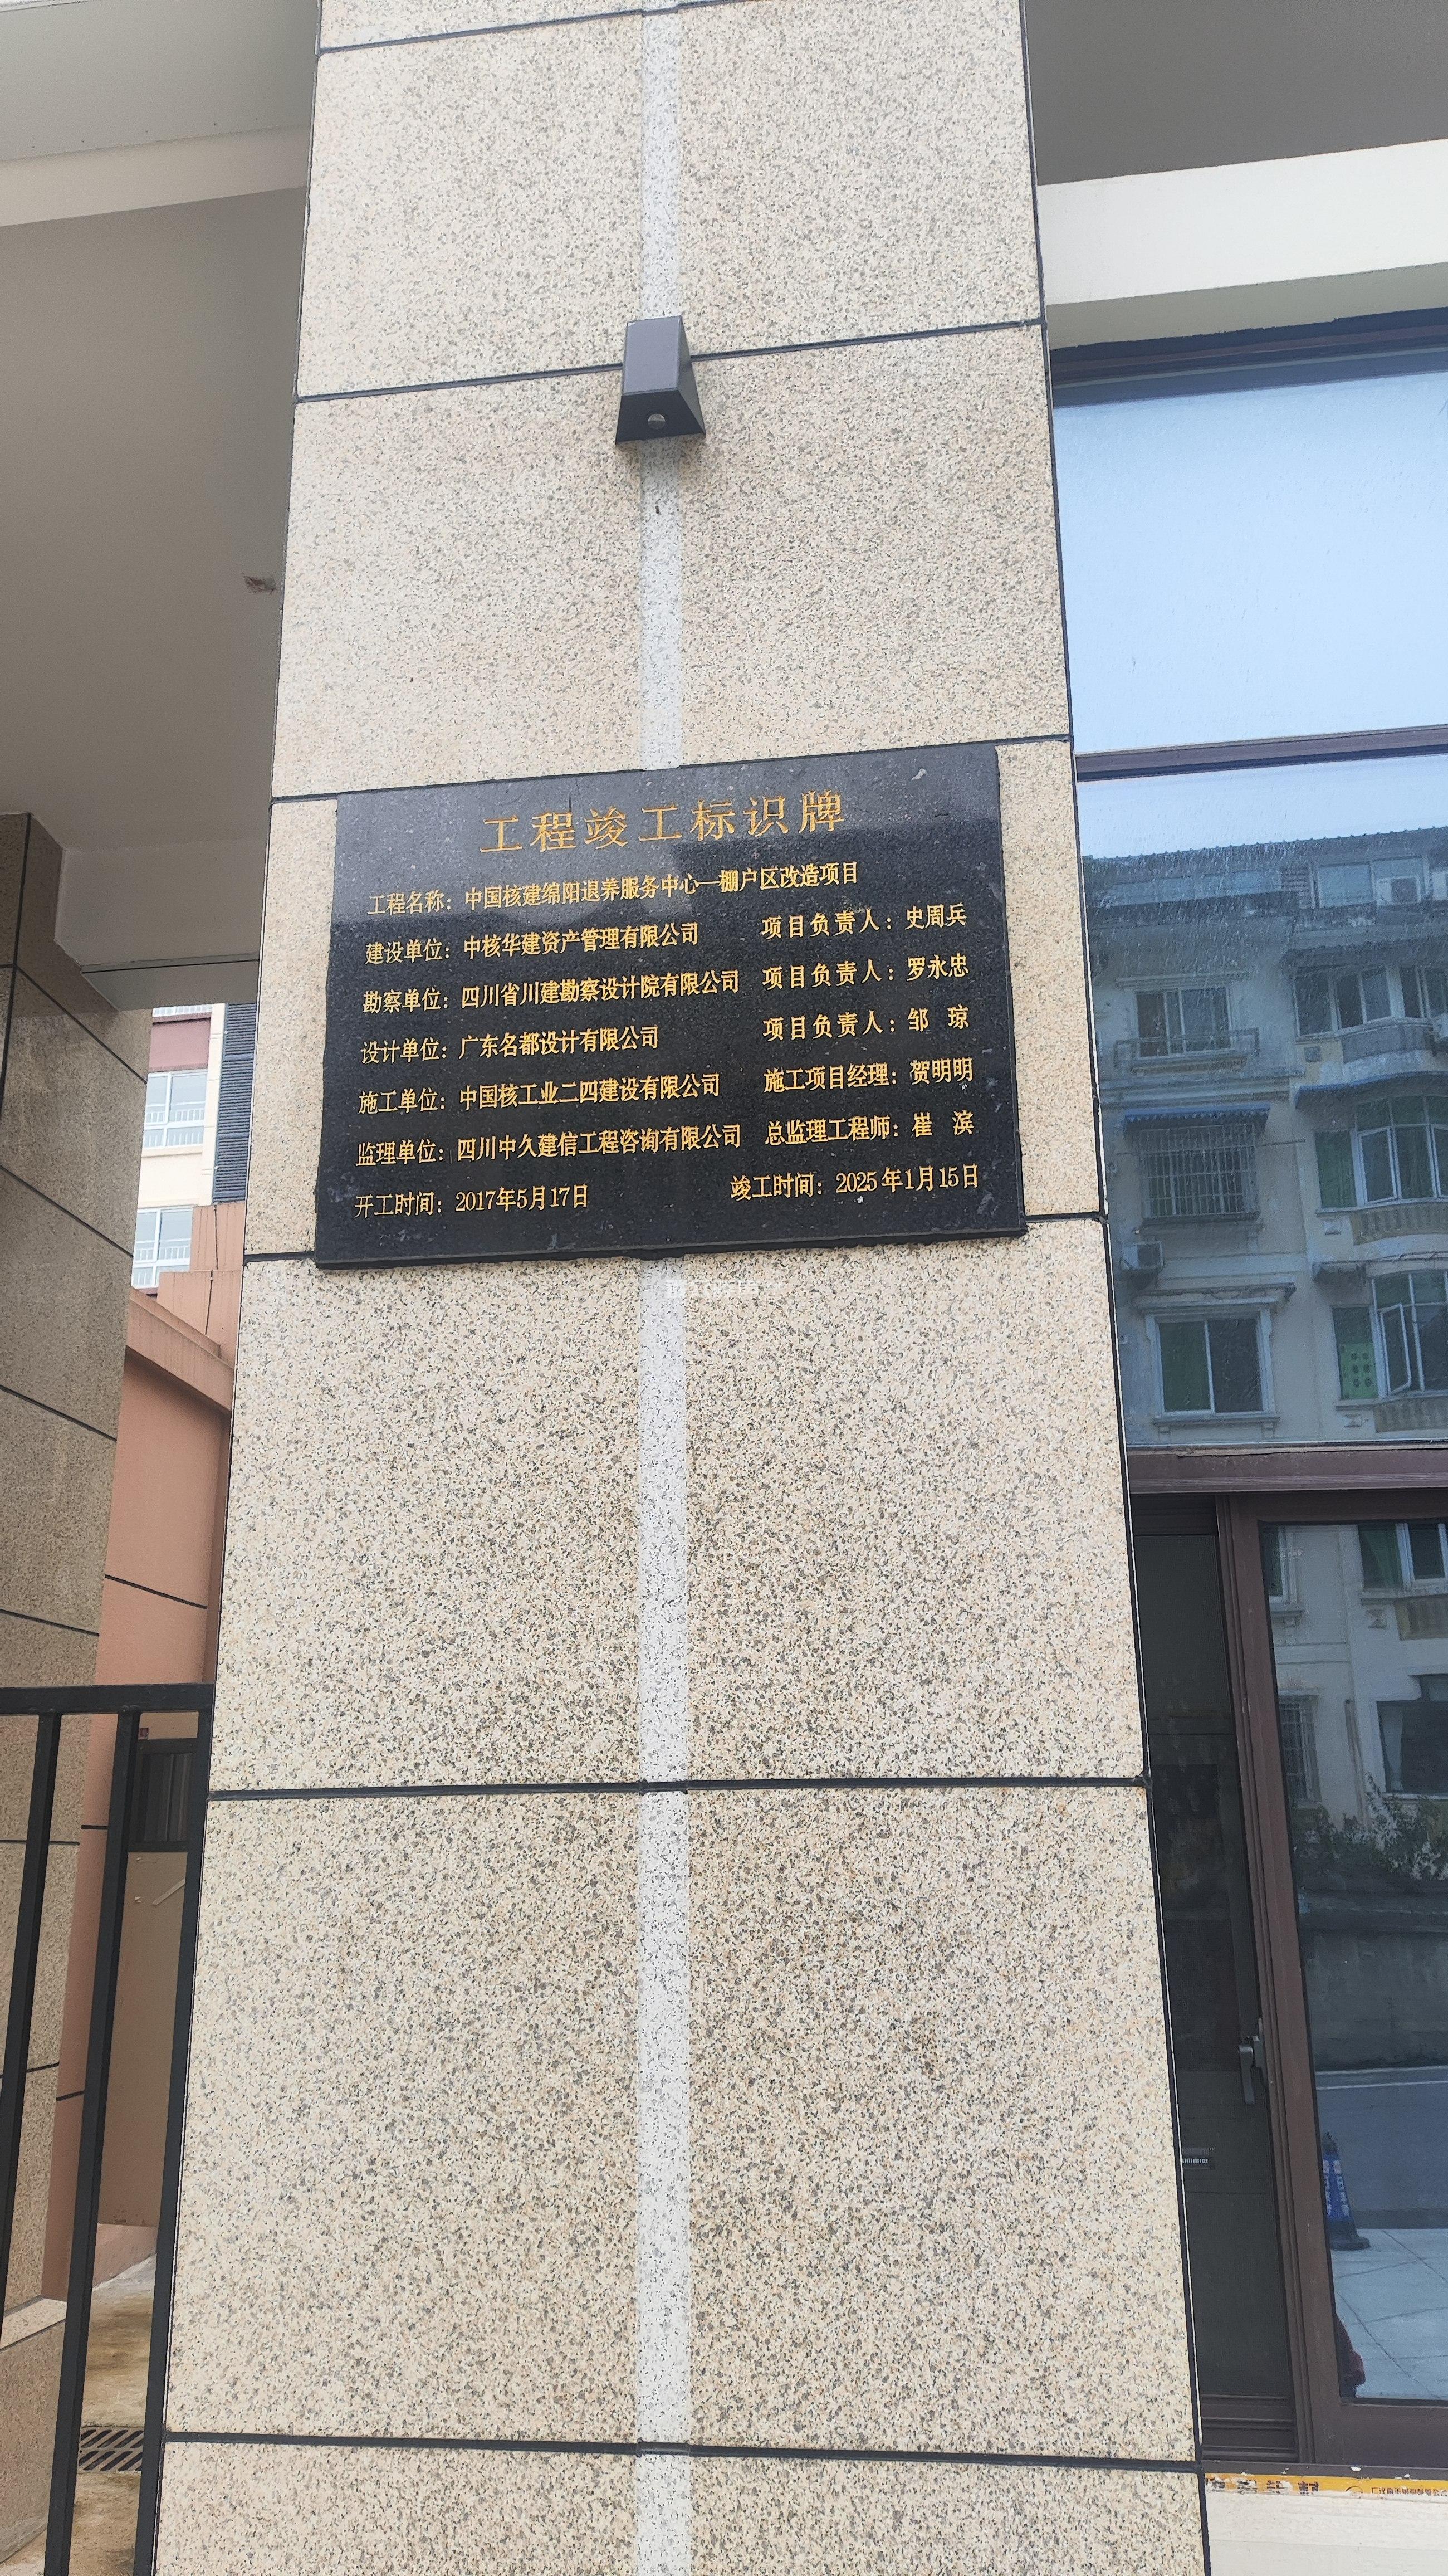 工程竣工标识牌
工程名称：中国核建绵阳退养服务中心—棚户区改造项目
建设单位：中核华建资产管理有限公司 项目负责人：史周兵
勘察单位：四川省川建勘察设计院有限公司 项目负责人：罗永忠
设计单位：广东名都设计有限公司 项目负责人：邹 琼
施工单位：中国核工业二四建设有限公司 施工项目经理：贺明明
监理单位：四川中久建信工程咨询有限公司 总监理工程师：崔 滨
开工时间：2017年5月17日 竣工时间：2025年1月15日